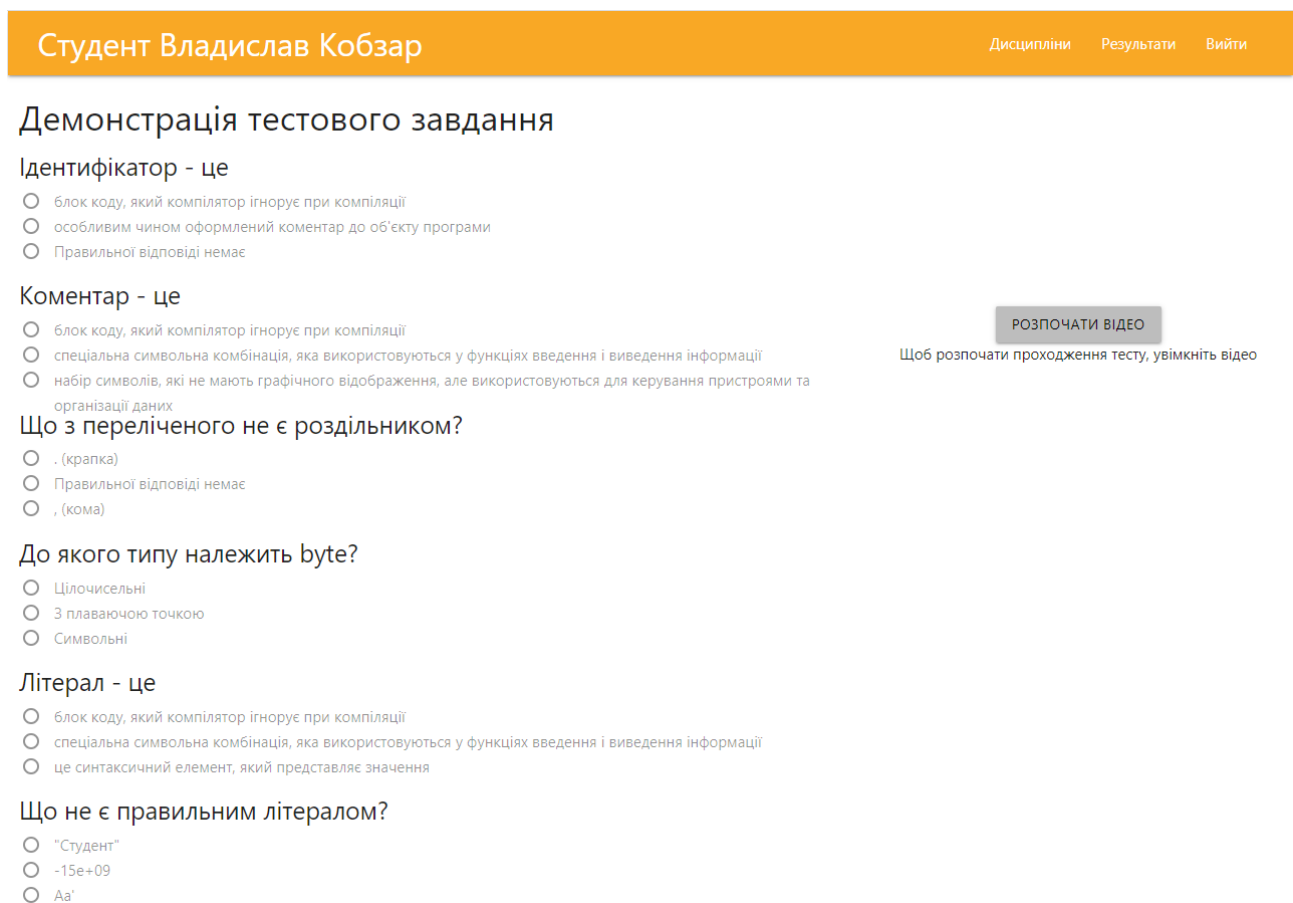 Студент Владислав Кобзар
Дисципліни Результати Вийти
Демонстрація тестового завдання
Ідентифікатор - це
блок коду, який компілятор ігнорує при компіляції
особливим чином оформлений коментар до об'єкту програми
Правильної відповіді немає
Коментар - це
блок коду, який компілятор ігнорує при компіляції
спеціальна символьна комбінація, яка використовуються у функціях введення і виведення інформації
набір символів, які не мають графічного відображення, але використовуються для керування пристроями та
організації даних
РОЗПОЧАТИ ВІДЕО
Щоб розпочати проходження тесту, увімкніть відео
Що з переліченого не є роздільником?
. (крапка)
Правильної відповіді немає
, (кома)
До якого типу належить byte?
Цілочисельні
З плаваючою точкою
Символьні
Літерал - це
блок коду, який компілятор ігнорує при компіляції
спеціальна символьна комбінація, яка використовуються у функціях введення і виведення інформації
це синтаксичний елемент, який представляє значення
Що не є правильним літералом?
"Студент"
-15e+09
Aa'